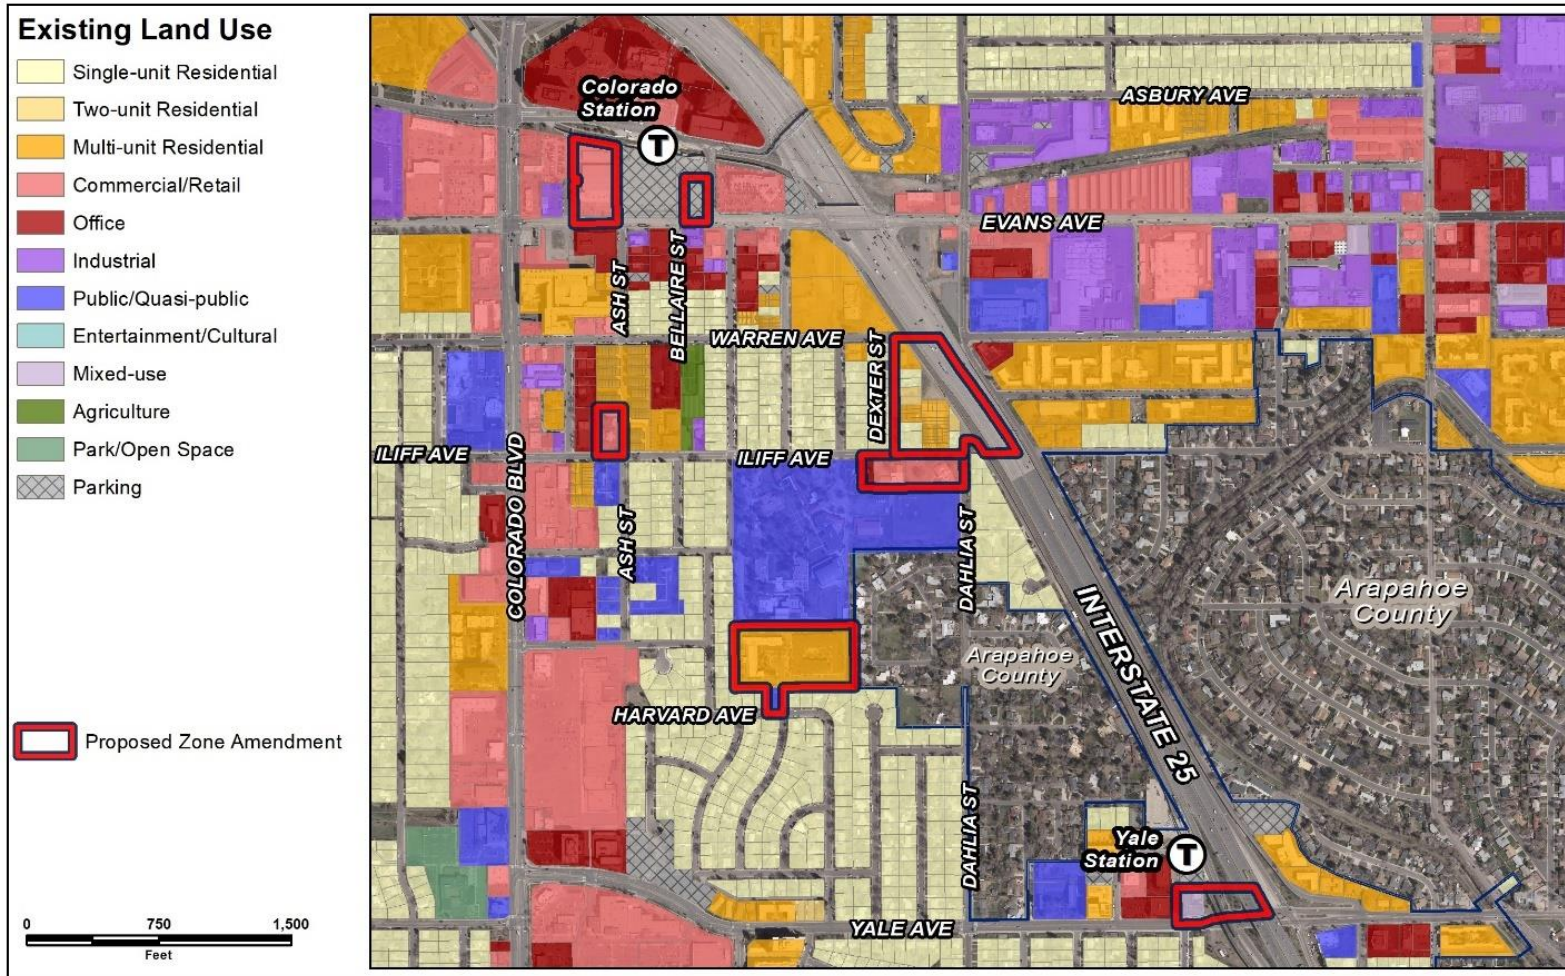 Existing Land Use
Single-unit Residential
Two-unit Residential
Multi-unit Residential
Commercial/Retail
Office
Industrial
Public/Quasi-public
Entertainment/Cultural
Mixed-use
Agriculture
Park/Open Space
Parking
Proposed Zone Amendment
0 750 1,500
Feet
Colorado
Station
T
ASBURY AVE
EVANS AVE
ASH ST
BELLAIRE ST
WARREN AVE
DEXTER ST
ILIFF AVE
COLORADO BLVD
ILIFF AVE
ASH ST
DAHLIA ST
INTERSTATE 25
Arapahoe
County
Arapahoe
County
HARVARD AVE
DAHLIA ST
Yale
Station
T
YALE AVE